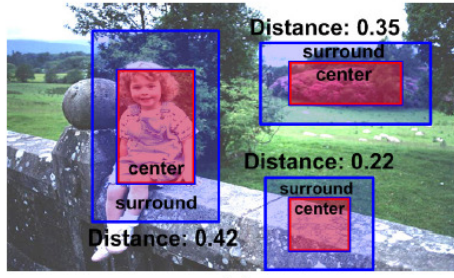 Distance: 0.35
surround
center
center
surround
Distance: 0.42
Distance: 0.22
surround
center